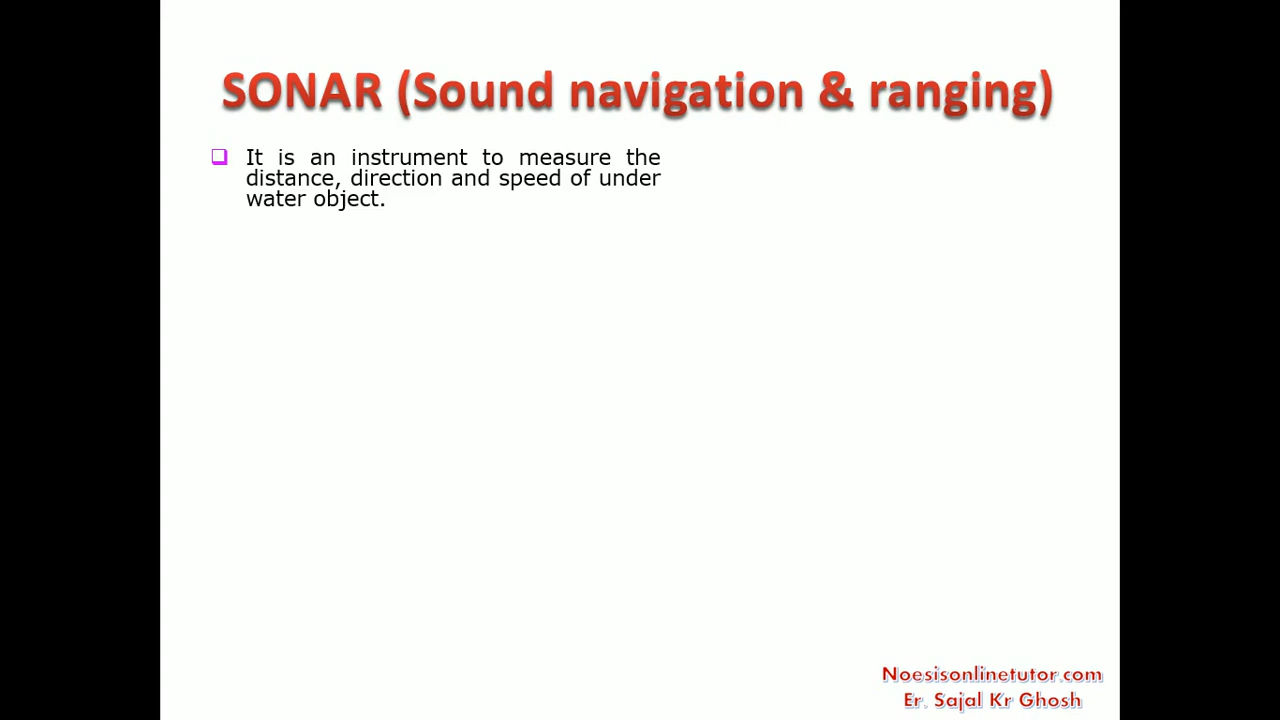 SONAR (Sound navigation & ranging)
It is an instrument to measure the
distance, direction and speed of under
water object.
Noesisonlinetutor.com
Er. Sajal Kr Ghosh